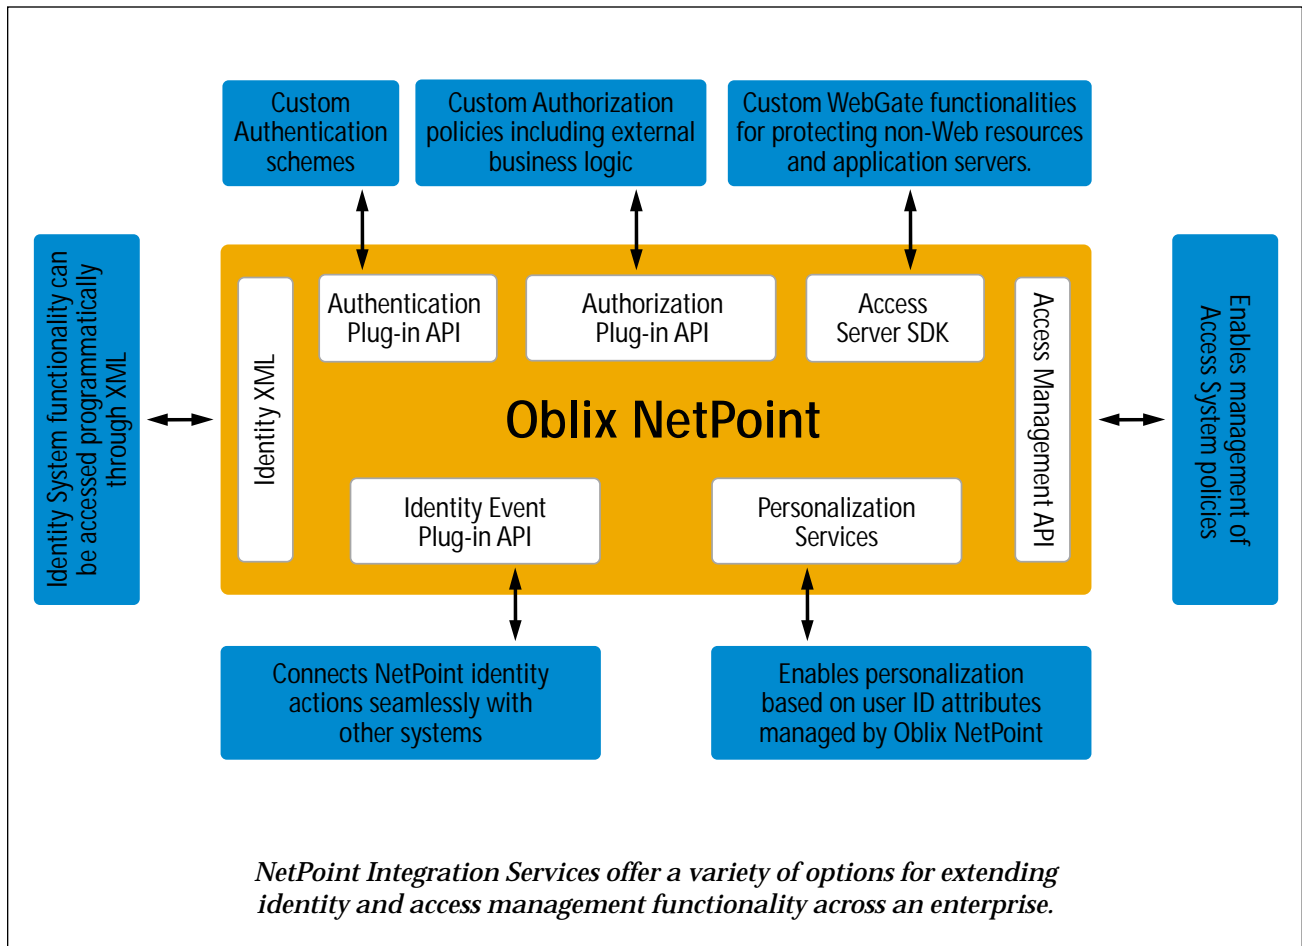 Custom
Authentication
schemes
Custom Authorization
policies including external
business logic
Custom WebGate functionalities
for protecting non-Web resources
and application servers.
Identity System functionality can
be accessed programmatically
through XML
Identity XML
Authentication
Plug-in API
Authorization
Plug-in API
Access
Server SDK
Access Management API
Enables management of
Access System policies
Oblix NetPoint
Identity Event
Plug-in API
Personalization
Services
Connects NetPoint identity
actions seamlessly with
other systems
Enables personalization
based on user ID attributes
managed by Oblix NetPoint
NetPoint Integration Services offer a variety of options for extending
identity and access management functionality across an enterprise.